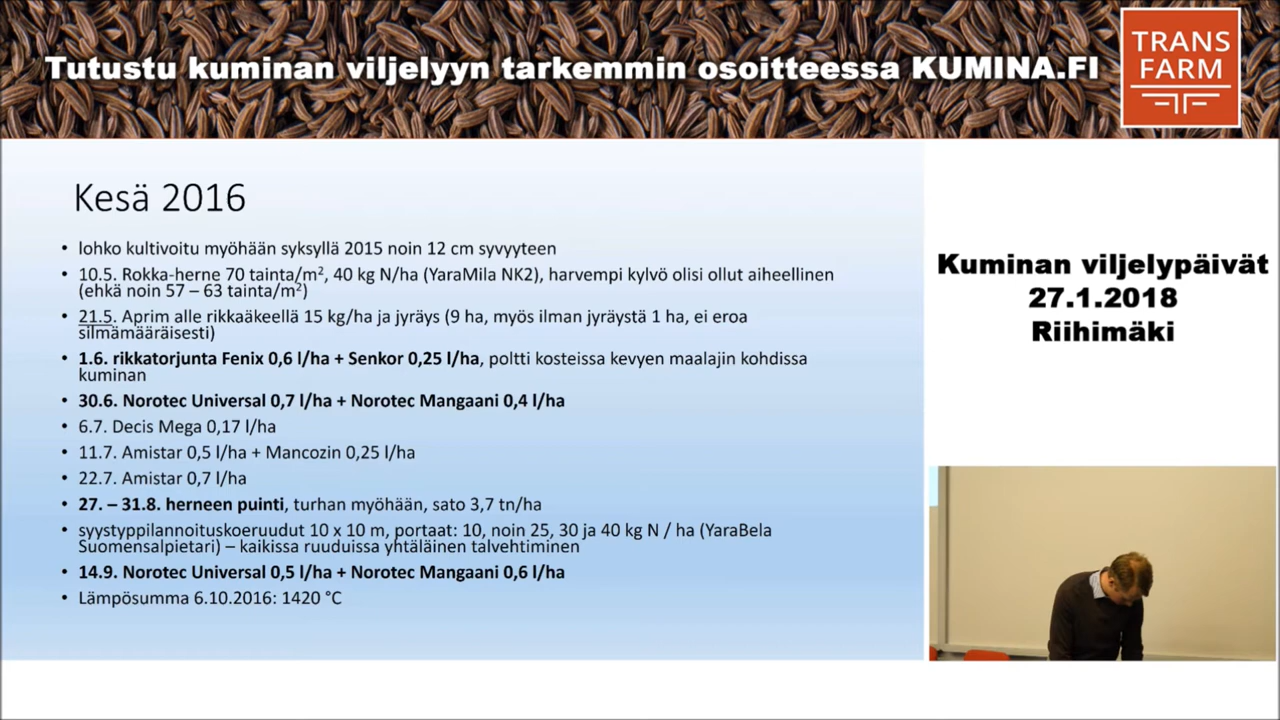 Tutustu kuminan viljelyyn tarkemmin osoitteessa KUMINA.FI
TRANS
FARM
Kesä 2016
• lohko kultivoitu myöhään syksyllä 2015 noin 12 cm syvyyteen
• 10.5. Rokka-herne 70 tainta/m², 40 kg N/ha (YaraMila NK2), harvempi kylvö olisi ollut aiheellinen
(ehkä noin 57 – 63 tainta/m²)
• 21.5. Aprim alle rikkaäkeellä 15 kg/ha ja jyräys (9 ha, myös ilman jyräystä 1 ha, ei eroa
silmämääräisesti)
• 1.6. rikkatorjunta Fenix 0,6 l/ha + Senkor 0,25 l/ha, poltti kosteissa kevyen maalajin kohdissa
kuminan
• 30.6. Norotec Universal 0,7 l/ha + Norotec Mangaani 0,4 l/ha
• 6.7. Decis Mega 0,17 l/ha
• 11.7. Amistar 0,5 l/ha + Mancozin 0,25 l/ha
• 22.7. Amistar 0,7 l/ha
• 27. – 31.8. herneen puinti, turhan myöhään, sato 3,7 tn/ha
• syystyppilannoituskoeruudut 10 x 10 m, portaat: 10, noin 25, 30 ja 40 kg N / ha (YaraBela
Suomensalpietari) – kaikissa ruuduissa yhtäläinen talvehtiminen
• 14.9. Norotec Universal 0,5 l/ha + Norotec Mangaani 0,6 l/ha
• Lämpösumma 6.10.2016: 1420 °C
Kuminan viljelypäivät
27.1.2018
Riihimäki